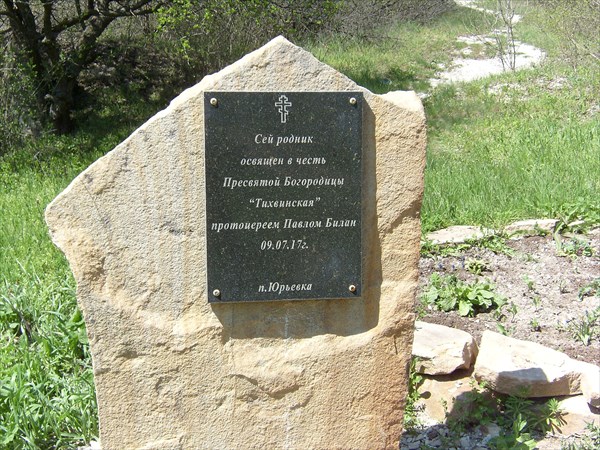 Сей родник
освящен в честь
Пресвятой Богородицы
“Тихвинская”
протоиереем Павлом Билан
09.07.17г.
п.Юрьевка